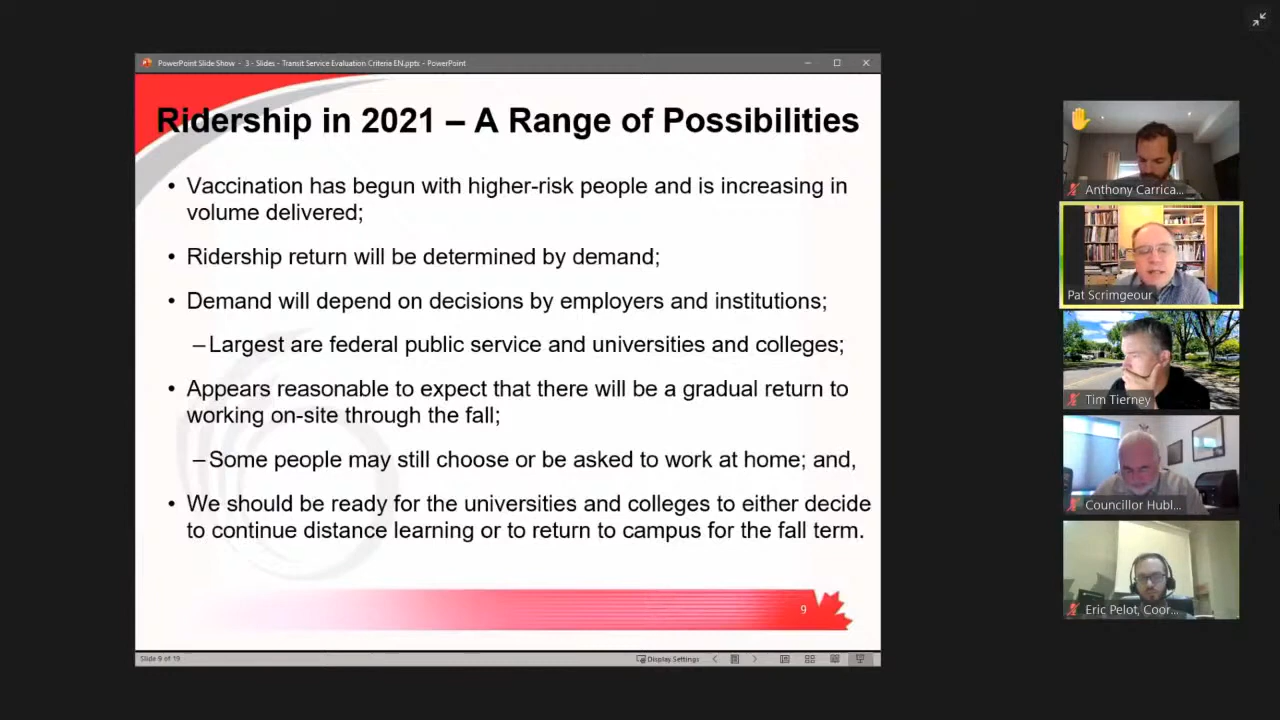 PowerPoint Slide Show - 3 - Slides - Transit Service Evaluation Criteria EN.ppts - PowerPoint
Ridership in 2021 – A Range of Possibilities
• Vaccination has begun with higher-risk people and is increasing in
volume delivered;
• Ridership return will be determined by demand;
• Demand will depend on decisions by employers and institutions;
–Largest are federal public service and universities and colleges;
• Appears reasonable to expect that there will be a gradual return to
working on-site through the fall;
–Some people may still choose or be asked to work at home; and,
• We should be ready for the universities and colleges to either decide
to continue distance learning or to return to campus for the fall term.
9
Slide 9 of 19
Display Settings
Anthony Carrica...
Pat Scrimgeour
Tim Tierney
Councillor Hubl...
Eric Pelot, Coor...